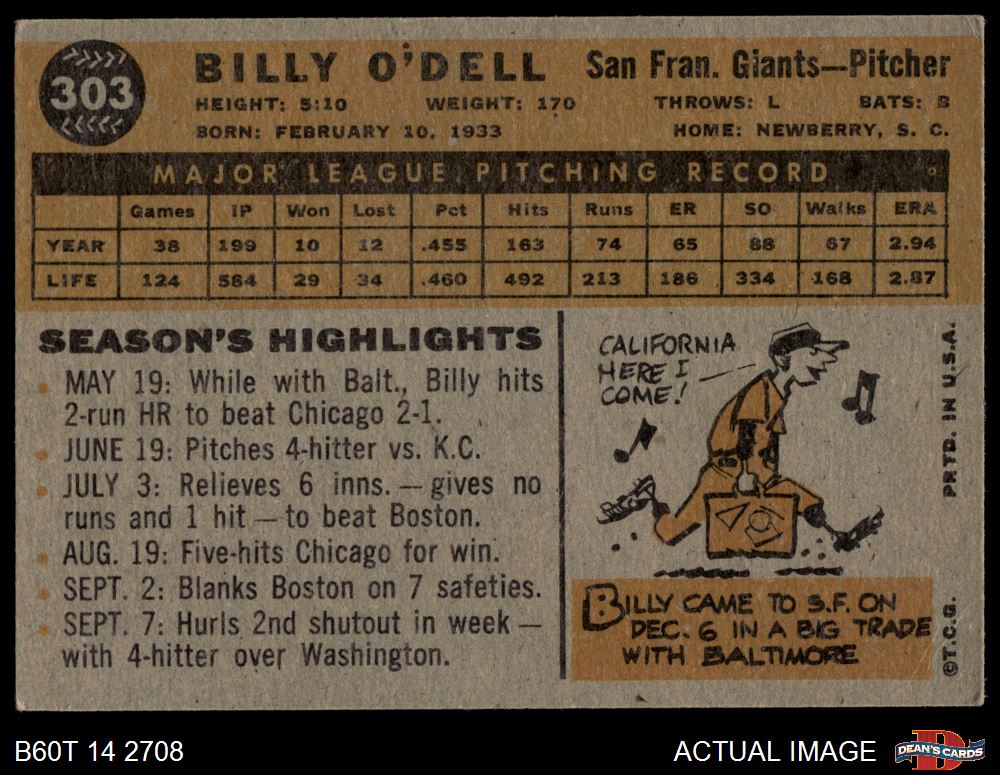 303
BILLY O'DELL San Fran. Giants—Pitcher
HEIGHT: 5:10 WEIGHT: 170 THROWS: L BATS: B
BORN: FEBRUARY 10, 1933 HOME: NEWBERRY, S. C.
MAJOR LEAGUE PITCHING RECORD
Games IP Won Lost Pct Hits Runs ER SO Walks ERA
YEAR 38 199 10 12 .455 163 74 65 88 67 2.94
LIFE 124 584 29 34 .460 492 213 186 334 168 2.87
SEASON'S HIGHLIGHTS
MAY 19: While with Balt., Billy hits
2-run HR to beat Chicago 2-1.
JUNE 19: Pitches 4-hitter vs. K.C.
JULY 3: Relieves 6 inns. — gives no
runs and 1 hit — to beat Boston.
AUG. 19: Five-hits Chicago for win.
SEPT. 2: Blanks Boston on 7 safeties.
SEPT. 7: Hurls 2nd shutout in week —
with 4-hitter over Washington.
CALIFORNIA
HERE I
COME!
BILLY CAME TO S.F. ON
DEC. 6 IN A BIG TRADE
WITH BALTIMORE
©T.C.G. PRTD. IN U.S.A.
B60T 14 2708 ACTUAL IMAGE DEAN'S CARDS